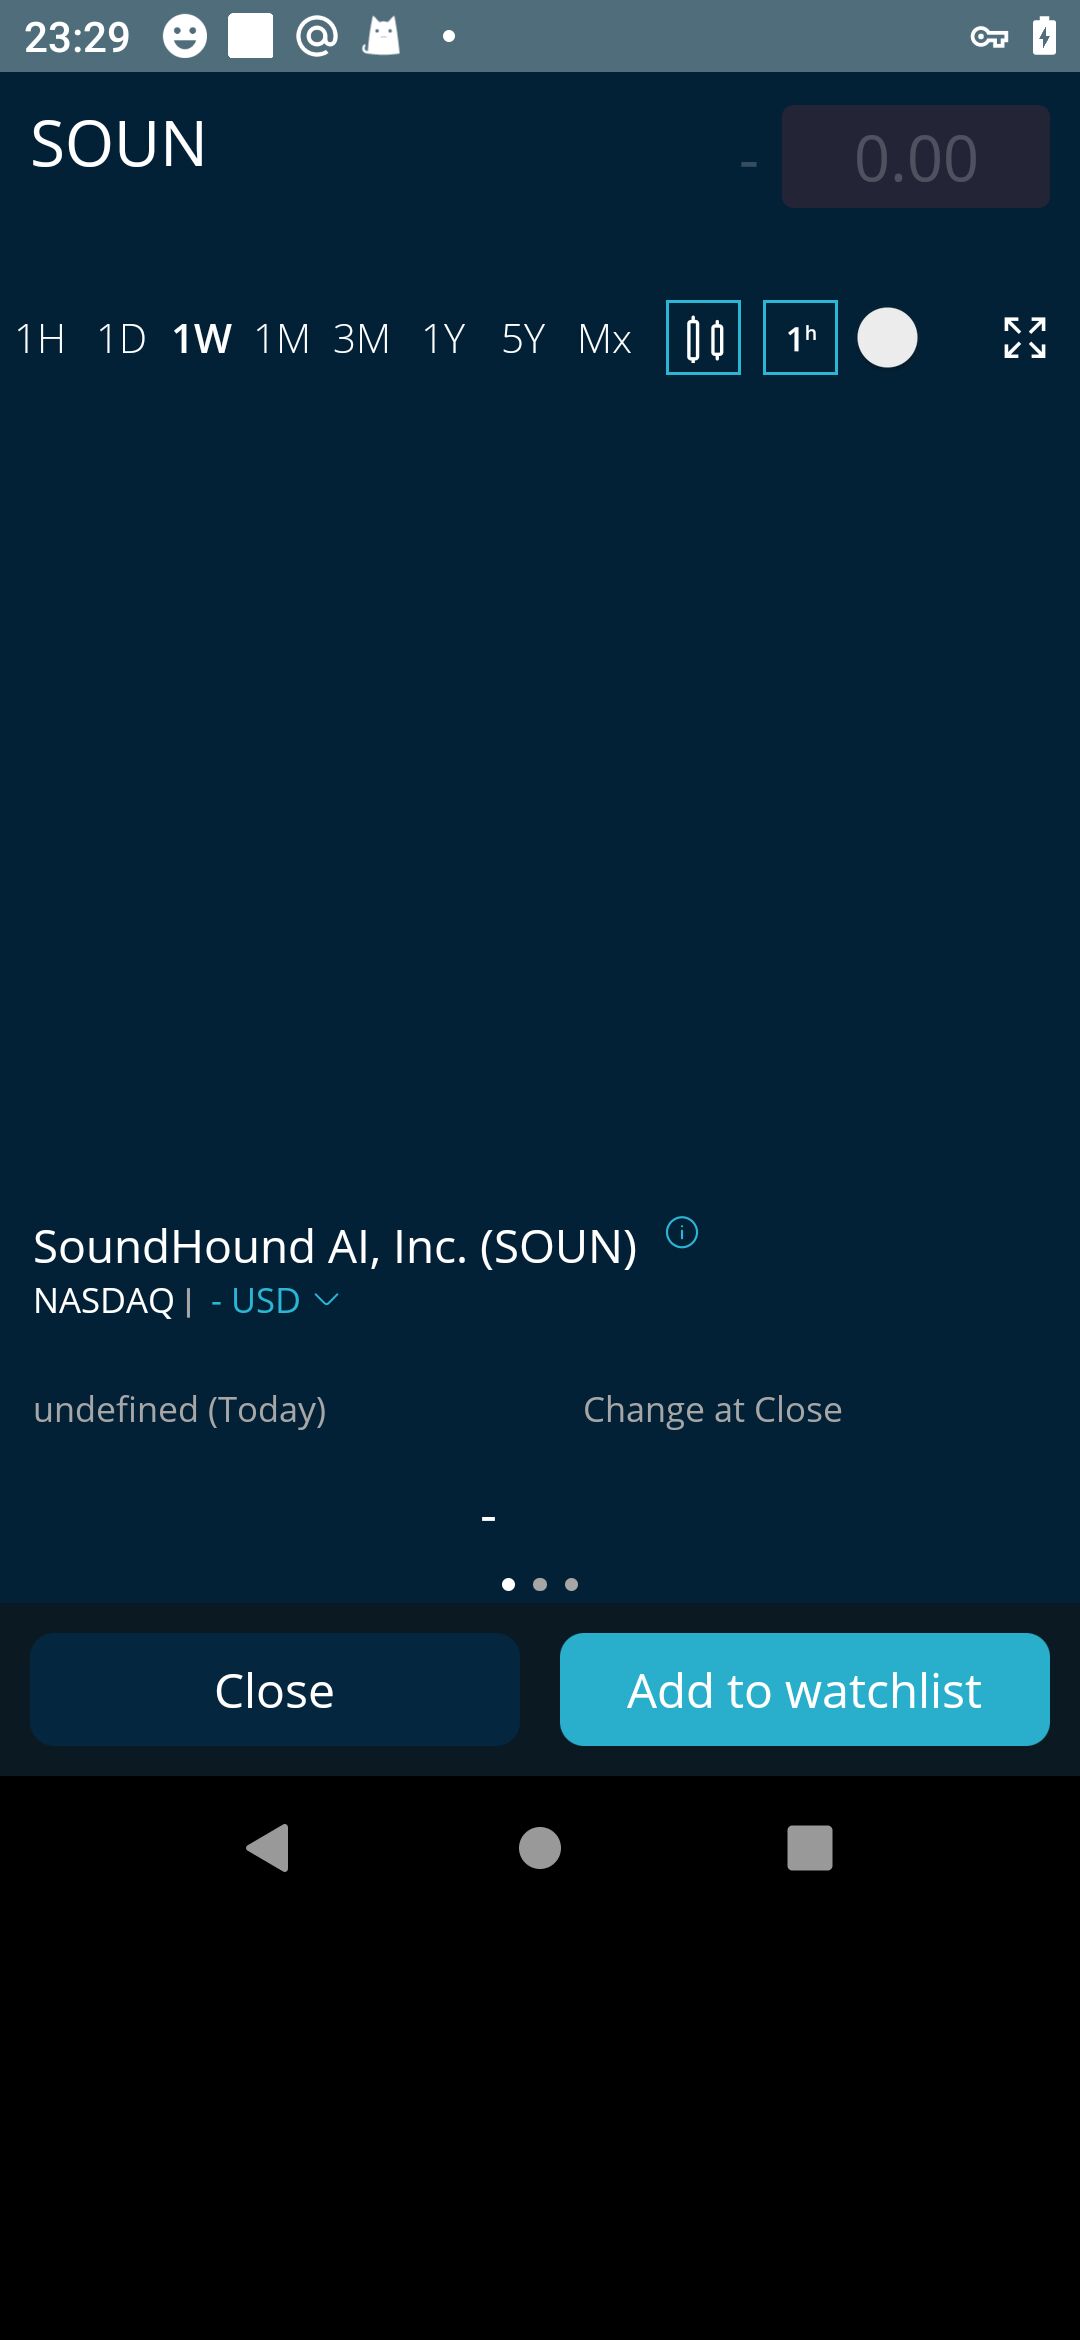 23:29
SOUN
- 0.00
1H 1D 1W 1M 3M 1Y 5Y Mx 1h
SoundHound AI, Inc. (SOUN)
NASDAQ | - USD
undefined (Today) Change at Close
-
Close Add to watchlist